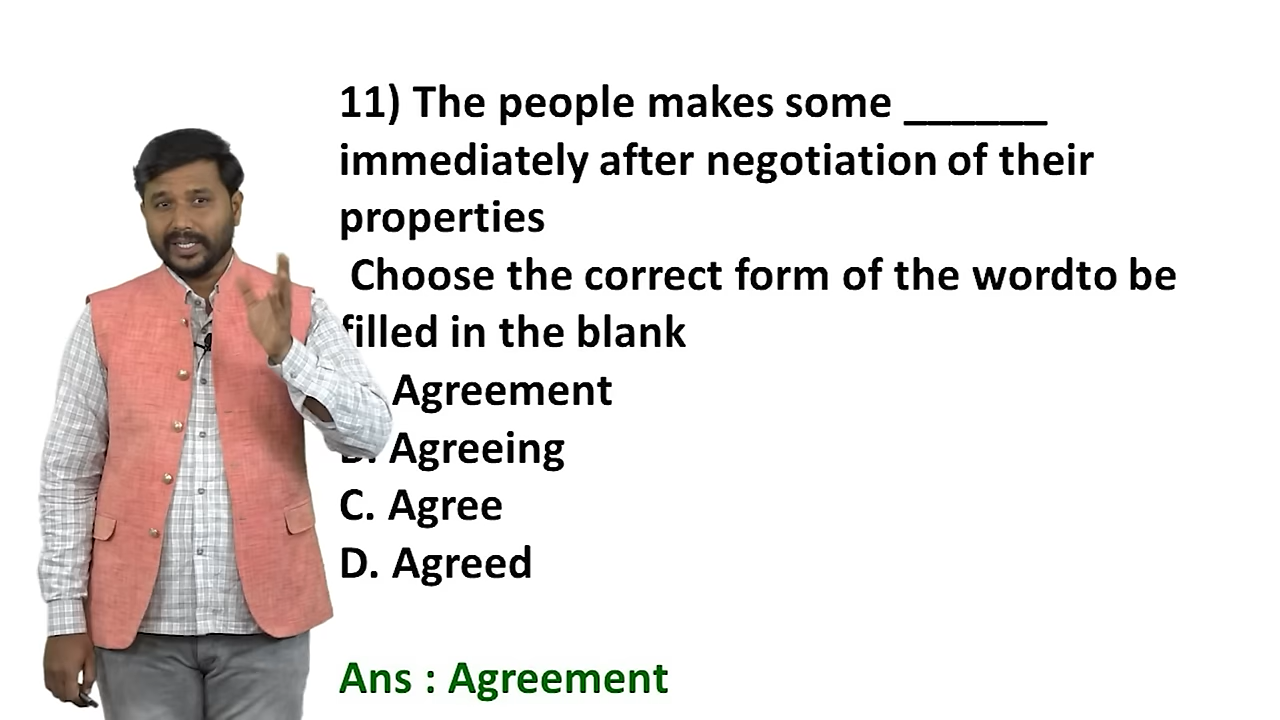 11) The people makes some ______
immediately after negotiation of their
properties
Choose the correct form of the wordto be
filled in the blank
Agreement
B. Agreeing
C. Agree
D. Agreed
Ans : Agreement